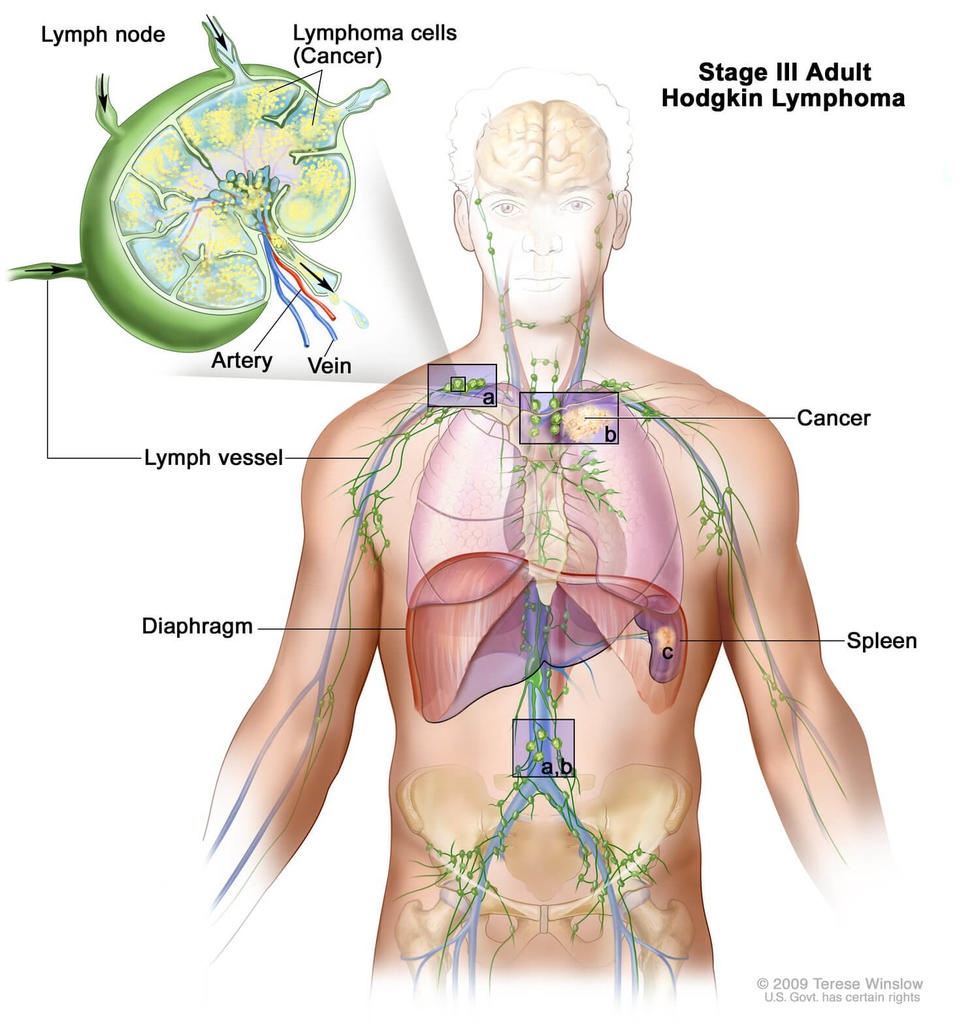 Lymph node
Lymphoma cells
(Cancer)
Stage III Adult
Hodgkin Lymphoma
Artery
Vein
a
b
Cancer
Lymph vessel
Diaphragm
Spleen
c
a,b
© 2009 Terese Winslow
U.S. Govt. has certain rights